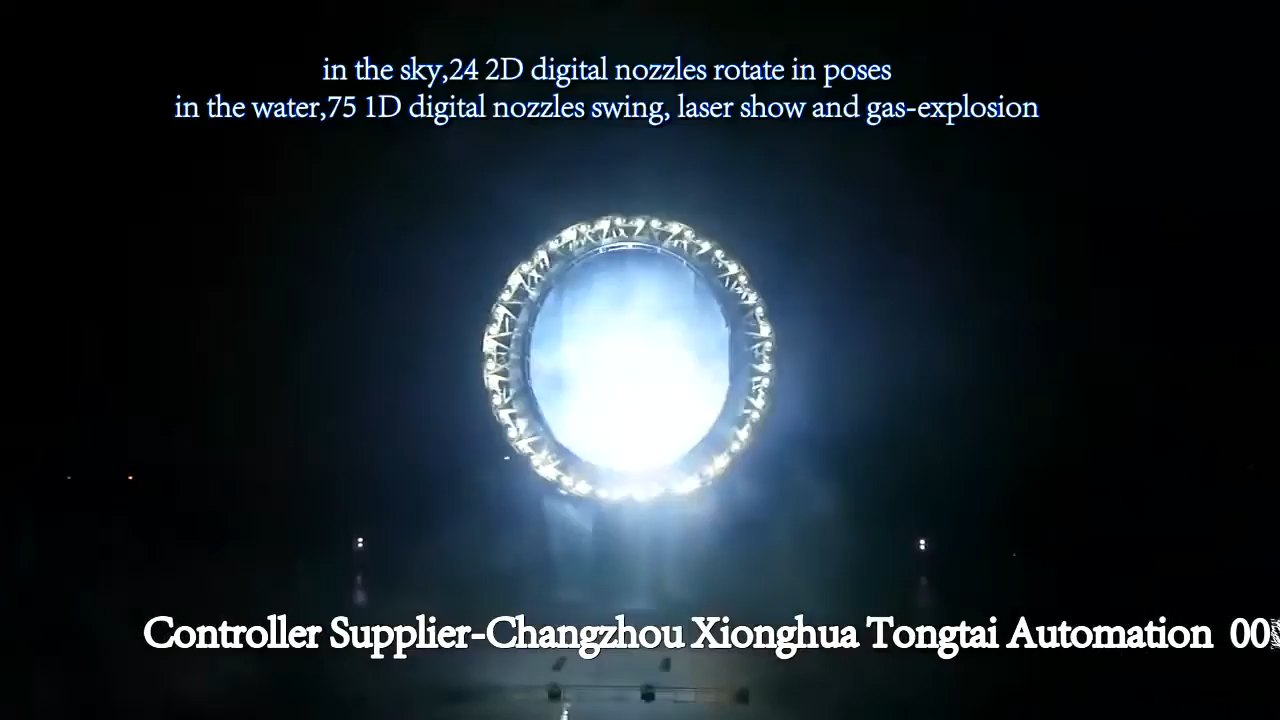 in the sky,24 2D digital nozzles rotate in poses
in the water,75 1D digital nozzles swing, laser show and gas-explosion
Controller Supplier-Changzhou Xionghua Tongtai Automation 00